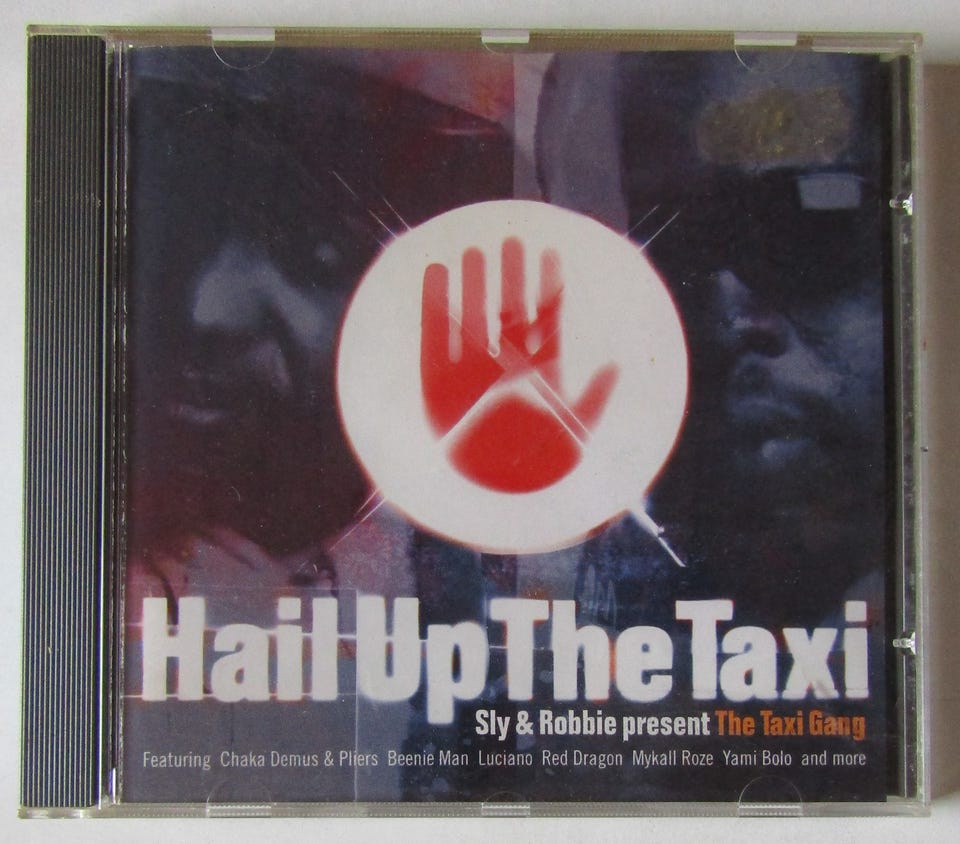 Hail Up The Taxi
Sly & Robbie present The Taxi Gang
Featuring Chaka Demus & Pliers Beenie Man Luciano Red Dragon Mykall Roze Yami Bolo and more